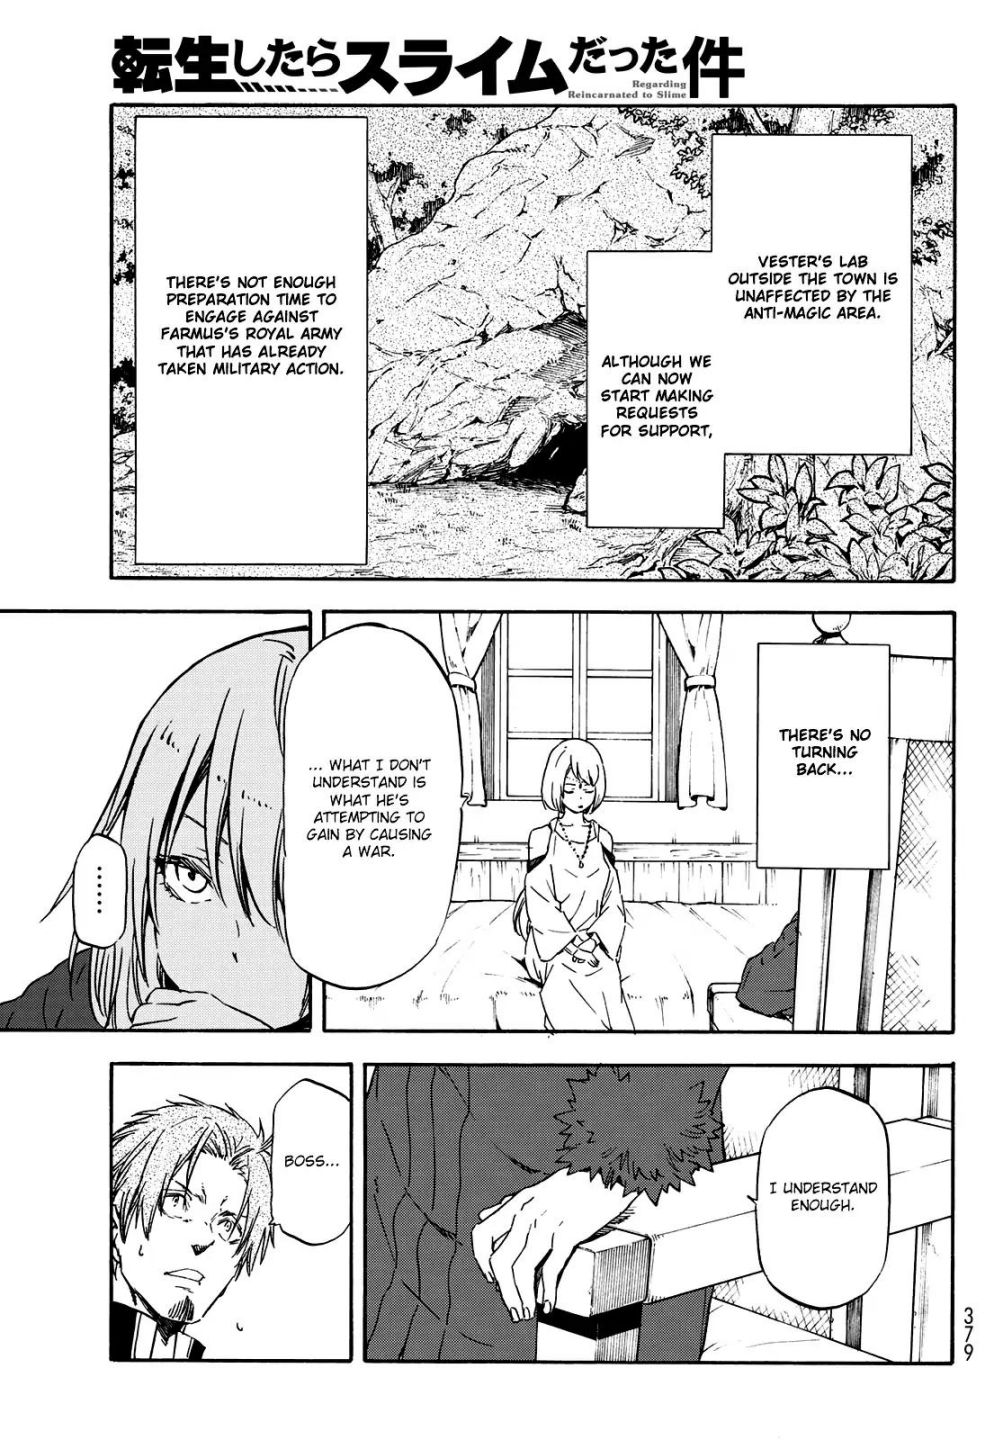 転生したらスライムだった件
Regarding
Reincarnated to Slime
VESTER'S LAB
OUTSIDE THE TOWN IS
UNAFFECTED BY THE
ANTI-MAGIC AREA.
ALTHOUGH WE
CAN NOW
START MAKING
REQUESTS
FOR SUPPORT,
THERE'S NOT ENOUGH
PREPARATION TIME TO
ENGAGE AGAINST
FARMUS'S ROYAL ARMY
THAT HAS ALREADY
TAKEN MILITARY ACTION.
THERE'S NO
TURNING
BACK...
... WHAT I DON'T
UNDERSTAND IS
WHAT HE'S
ATTEMPTING TO
GAIN BY CAUSING
A WAR.
......
I UNDERSTAND
ENOUGH.
BOSS...
379